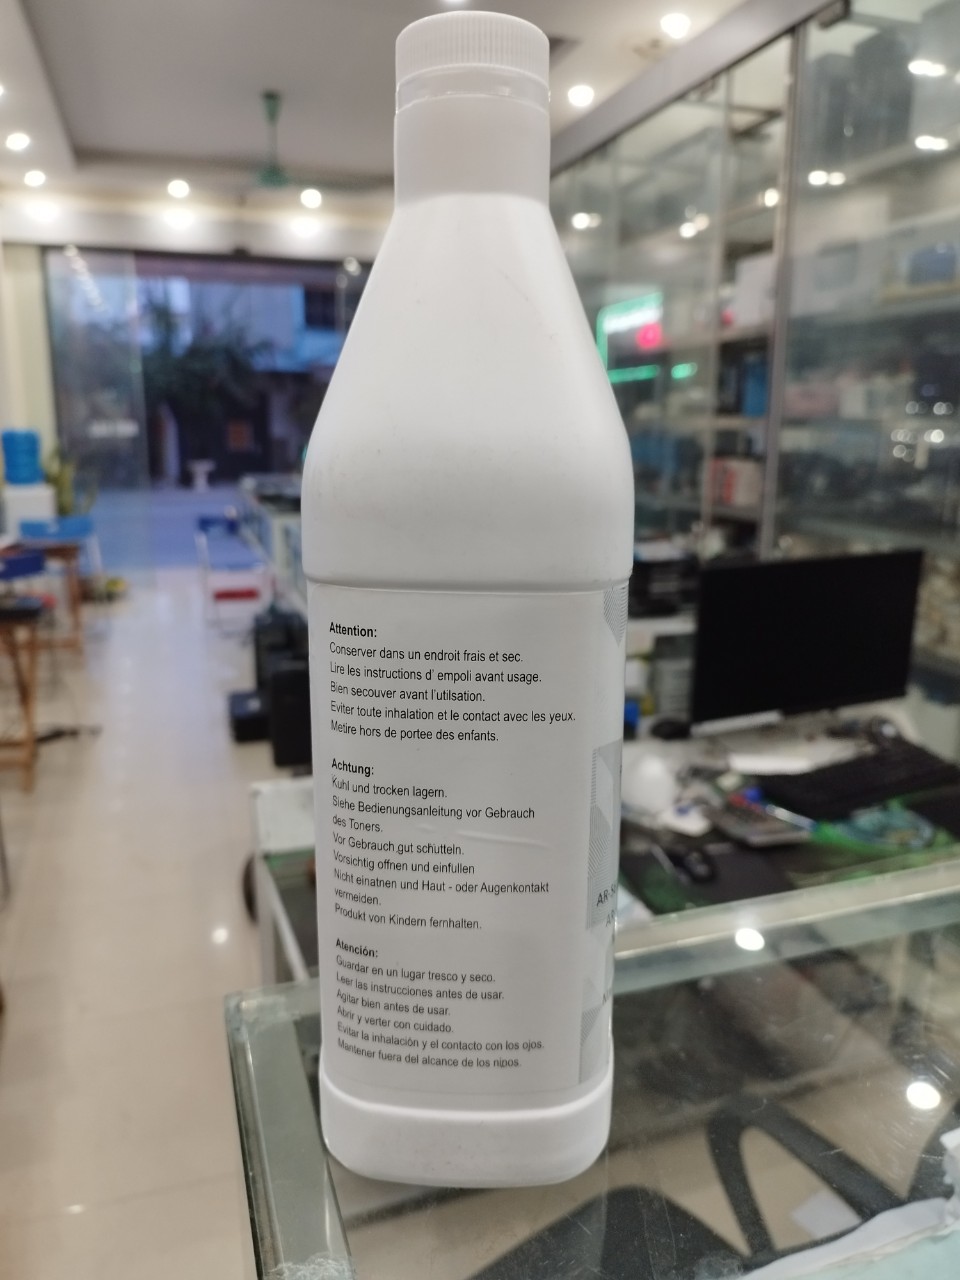 Attention:
Conserver dans un endroit frais et sec.
Lire les instructions d' empoli avant usage.
Bien secouver avant l'utilsation.
Eviter toute inhalation et le contact avec les yeux.
Metire hors de portee des enfants.
Achtung:
Kuhl und trocken lagern.
Siehe Bedienungsanleitung vor Gebrauch
des Toners.
Vor Gebrauch gut schutteln.
Vorsichtig offnen und einfullen
Nicht einatnen und Haut - oder Augenkontakt
vermeiden.
Produkt von Kindern fernhalten.
Atención:
Guardar en un lugar tresco y seco.
Leer las instrucciones antes de usar.
Agitar bien antes de usar.
Abrir y verter con cuidado.
Evitar la inhalación y el contacto con los ojos.
Mantener fuera del alcance de los nipos.